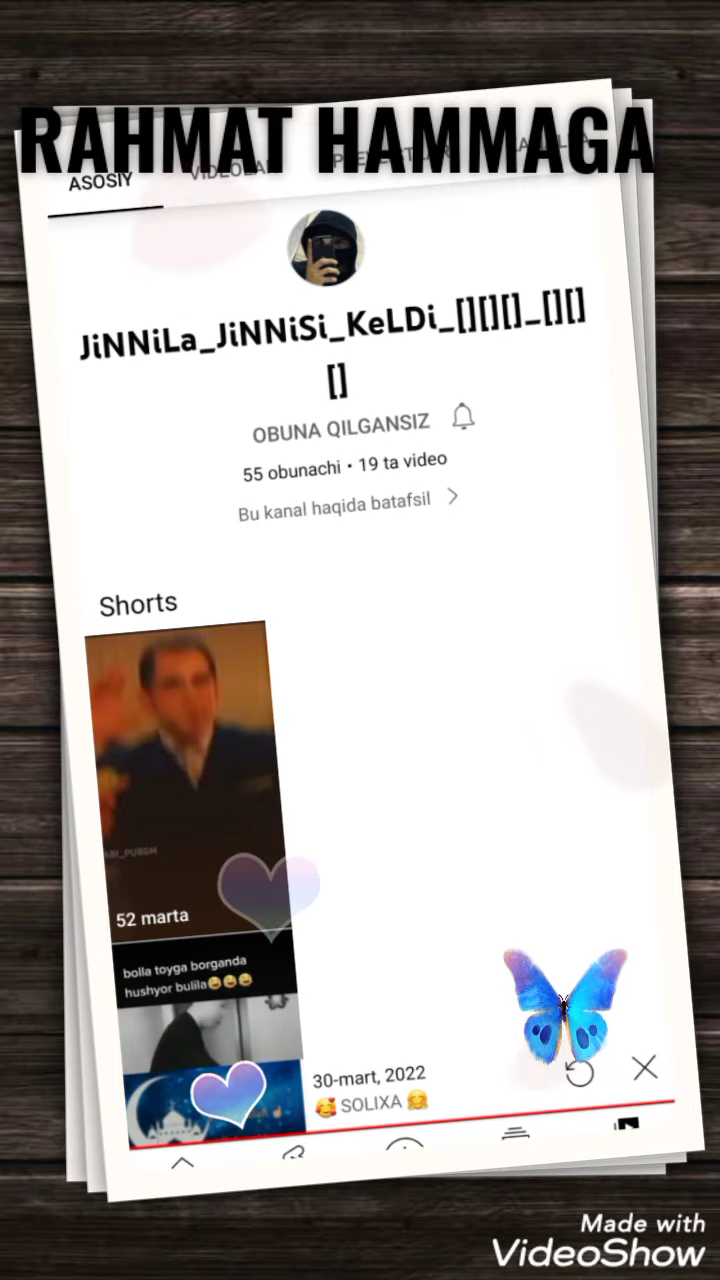 RAHMAT HAMMAGA
ASOSIY
JiNNiLa_JiNNiSi_KeLDi_[][][]_[][]
[]
OBUNA QILGANSIZ
55 obunachi • 19 ta video
Bu kanal haqida batafsil
Shorts
52 marta
bolla toyga borganda
hushyor bulila😂😂😂
30-mart, 2022
🥰 SOLIXA 🤗
Made with
VideoShow